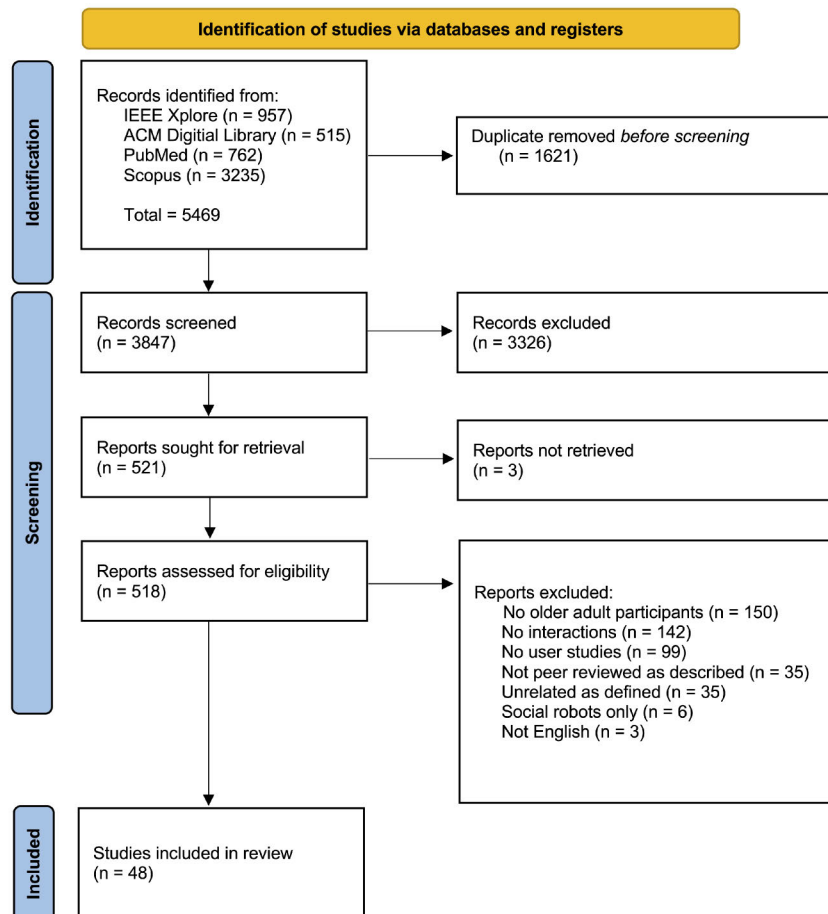 Identification of studies via databases and registers
Identification
Records identified from:
IEEE Xplore (n = 957)
ACM Digitial Library (n = 515)
PubMed (n = 762)
Scopus (n = 3235)
Total = 5469
Duplicate removed before screening
(n = 1621)
Screening
Records screened
(n = 3847)
Records excluded
(n = 3326)
Reports sought for retrieval
(n = 521)
Reports not retrieved
(n = 3)
Reports assessed for eligibility
(n = 518)
Reports excluded:
No older adult participants (n = 150)
No interactions (n = 142)
No user studies (n = 99)
Not peer reviewed as described (n = 35)
Unrelated as defined (n = 35)
Social robots only (n = 6)
Not English (n = 3)
Included
Studies included in review
(n = 48)